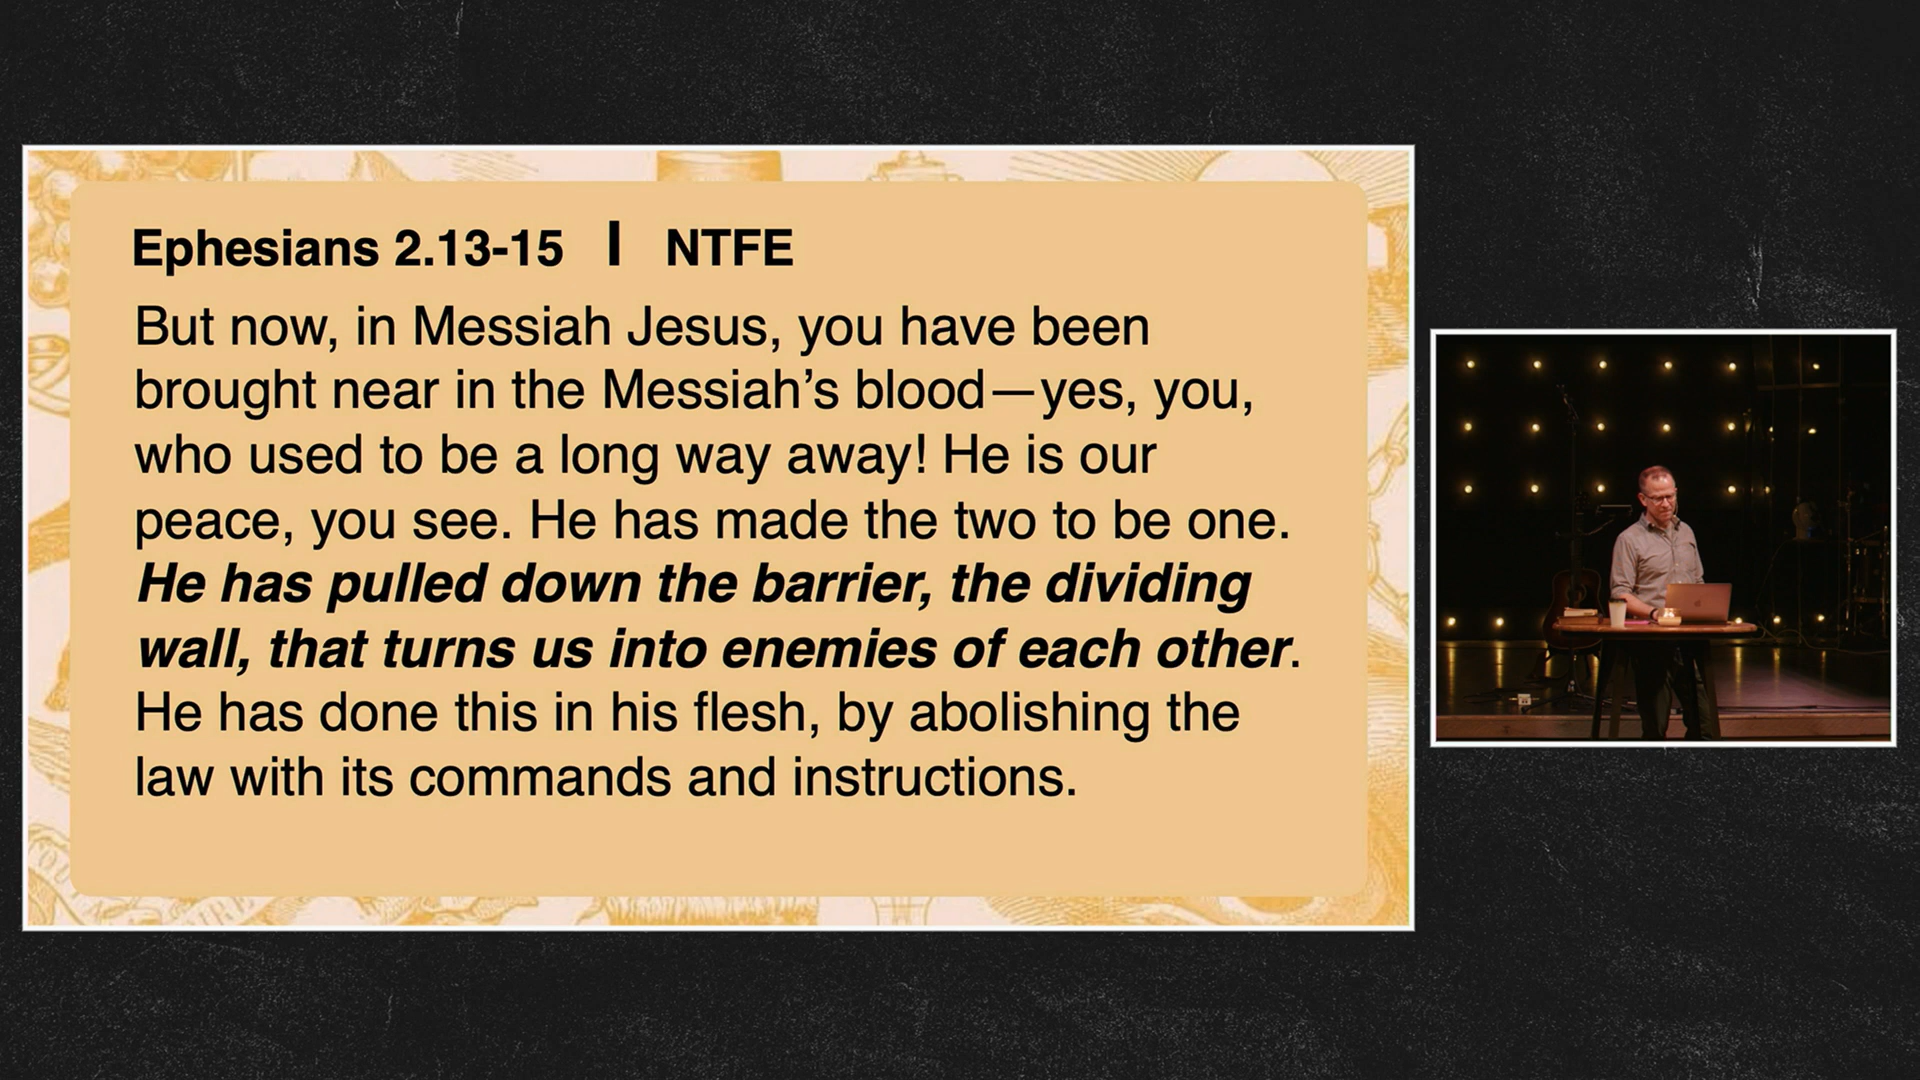 Ephesians 2.13-15 | NTFE
But now, in Messiah Jesus, you have been
brought near in the Messiah’s blood—yes, you,
who used to be a long way away! He is our
peace, you see. He has made the two to be one.
He has pulled down the barrier, the dividing
wall, that turns us into enemies of each other.
He has done this in his flesh, by abolishing the
law with its commands and instructions.